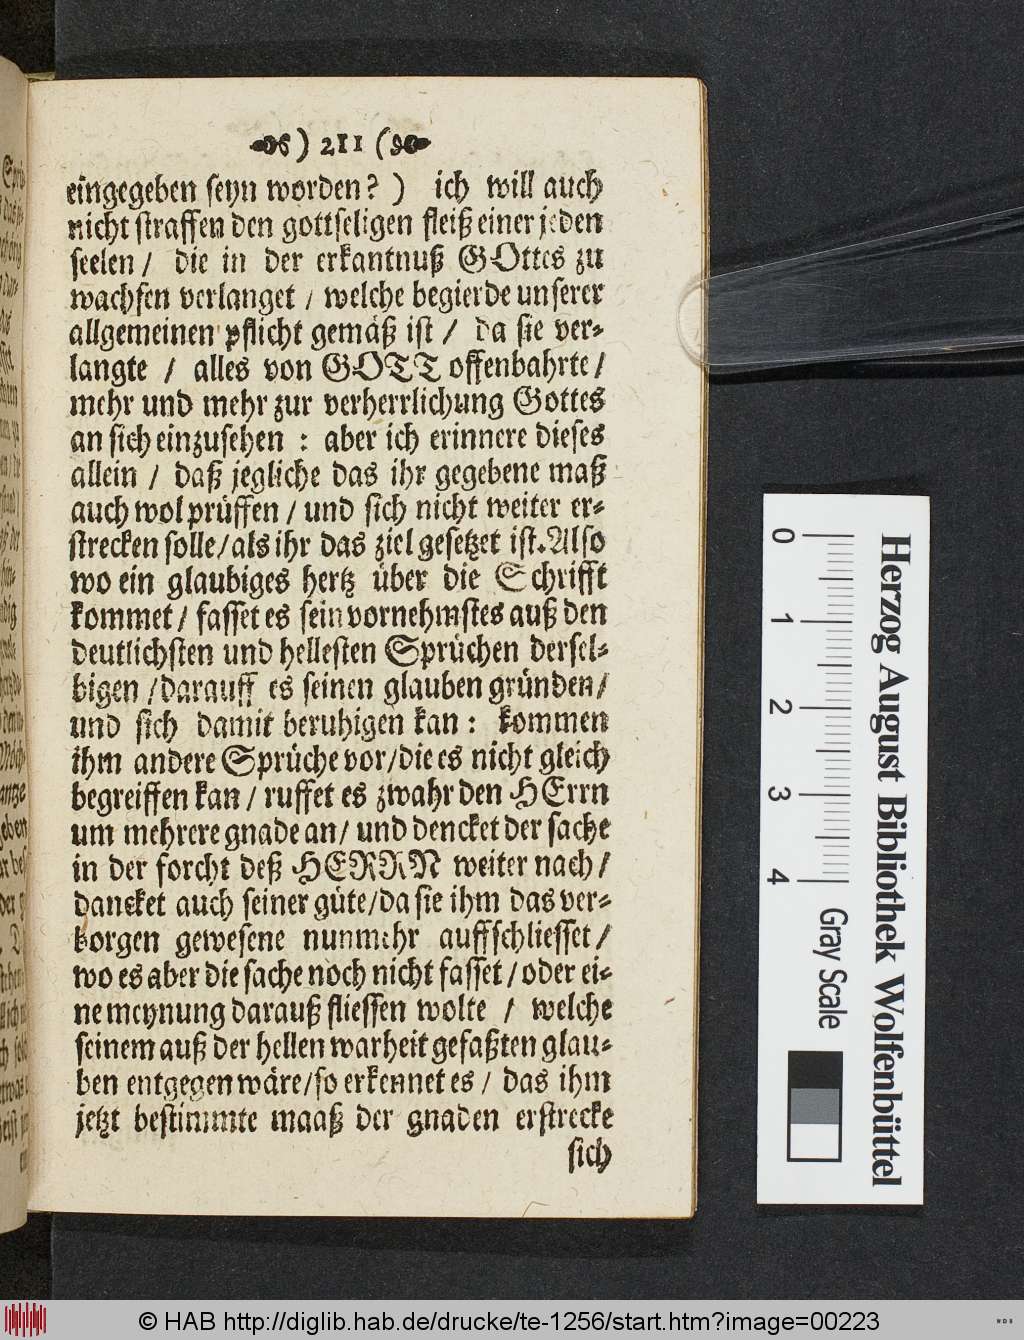 ) 211 (
eingegeben seyn worden? ) ich will auch
nicht straffen den gottseligen fleiß einer jeden
seelen / die in der erkantnuß GOttes zu
wachsen verlanget / welche begierde unserer
allgemeinen pflicht gemäß ist / da sie ver-
langte / alles von GOTT offenbahrte /
mehr und mehr zur verherrlichung Gottes
an sich einzusehen : aber ich erinnere dieses
allein / daß jegliche das ihr gegebene maß
auch wol prüffen / und sich nicht weiter er-
strecken solle / als ihr das ziel gesetzet ist. Also
wo ein glaubiges hertz über die Schrifft
kommet / fasset es sein vornehmstes auß den
deutlichsten und hellesten Sprüchen dersel-
bigen / darauff es seinen glauben gründen /
und sich damit beruhigen kan : kommen
ihm andere Sprüche vor / die es nicht gleich
begreiffen kan / ruffet es zwahr den HErrn
um mehrere gnade an / und dencket der sache
in der forcht deß HERRN weiter nach /
dancket auch seiner güte / da sie ihm das ver-
borgen gewesene nunmehr auffschliesset /
wo es aber die sache noch nicht fasset / oder ei-
ne meynung darauß fliessen wolte / welche
seinem auß der hellen warheit gefaßten glau-
ben entgegen wäre / so erkennet es / das ihm
jetzt bestimmte maaß der gnaden erstrecke
sich
Herzog August Bibliothek Wolfenbüttel
0 1 2 3 4
Gray Scale
© HAB http://diglib.hab.de/drucke/te-1256/start.htm?image=00223